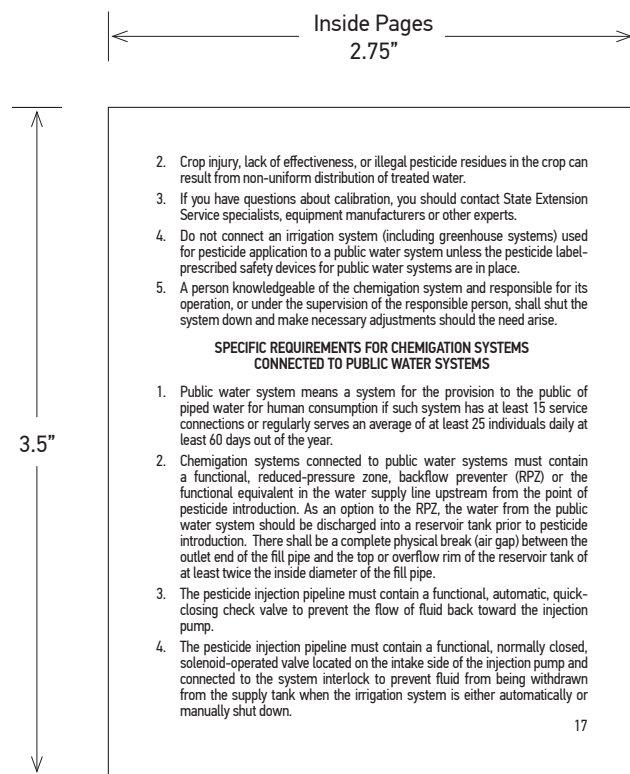 Inside Pages
2.75”
3.5”
2. Crop injury, lack of effectiveness, or illegal pesticide residues in the crop can
result from non-uniform distribution of treated water.
3. If you have questions about calibration, you should contact State Extension
Service specialists, equipment manufacturers or other experts.
4. Do not connect an irrigation system (including greenhouse systems) used
for pesticide application to a public water system unless the pesticide label-
prescribed safety devices for public water systems are in place.
5. A person knowledgeable of the chemigation system and responsible for its
operation, or under the supervision of the responsible person, shall shut the
system down and make necessary adjustments should the need arise.
SPECIFIC REQUIREMENTS FOR CHEMIGATION SYSTEMS
CONNECTED TO PUBLIC WATER SYSTEMS
1. Public water system means a system for the provision to the public of
piped water for human consumption if such system has at least 15 service
connections or regularly serves an average of at least 25 individuals daily at
least 60 days out of the year.
2. Chemigation systems connected to public water systems must contain
a functional, reduced-pressure zone, backflow preventer (RPZ) or the
functional equivalent in the water supply line upstream from the point of
pesticide introduction. As an option to the RPZ, the water from the public
water system should be discharged into a reservoir tank prior to pesticide
introduction. There shall be a complete physical break (air gap) between the
outlet end of the fill pipe and the top or overflow rim of the reservoir tank of
at least twice the inside diameter of the fill pipe.
3. The pesticide injection pipeline must contain a functional, automatic, quick-
closing check valve to prevent the flow of fluid back toward the injection
pump.
4. The pesticide injection pipeline must contain a functional, normally closed,
solenoid-operated valve located on the intake side of the injection pump and
connected to the system interlock to prevent fluid from being withdrawn
from the supply tank when the irrigation system is either automatically or
manually shut down.
17